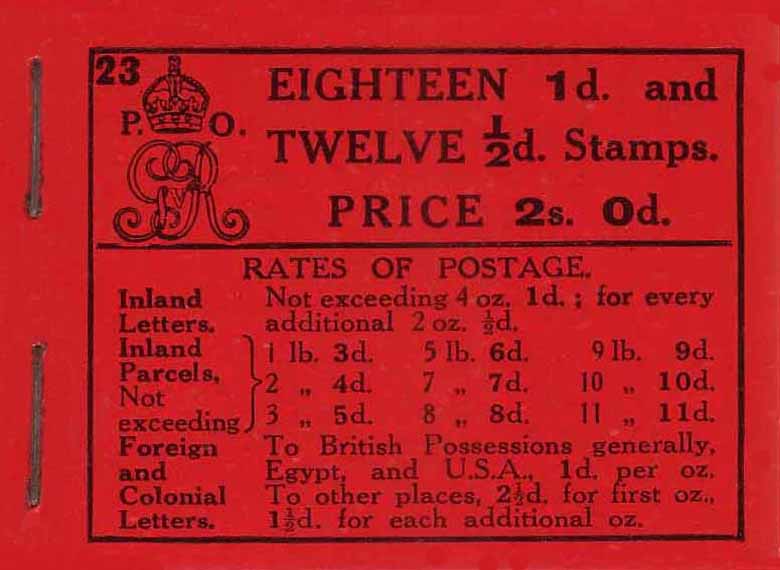 23
P. O.
GRV
EIGHTEEN 1d. and
TWELVE ½d. Stamps.
PRICE 2s. 0d.
RATES OF POSTAGE.
Inland Letters. Not exceeding 4 oz. 1d.; for every
additional 2 oz. ½d.
Inland Parcels, Not exceeding
1 lb. 3d. 5 lb. 6d. 9 lb. 9d.
2 „ 4d. 7 „ 7d. 10 „ 10d.
3 „ 5d. 8 „ 8d. 11 „ 11d.
Foreign and Colonial Letters.
To British Possessions generally,
Egypt, and U.S.A., 1d. per oz.
To other places, 2½d. for first oz.,
1½d. for each additional oz.